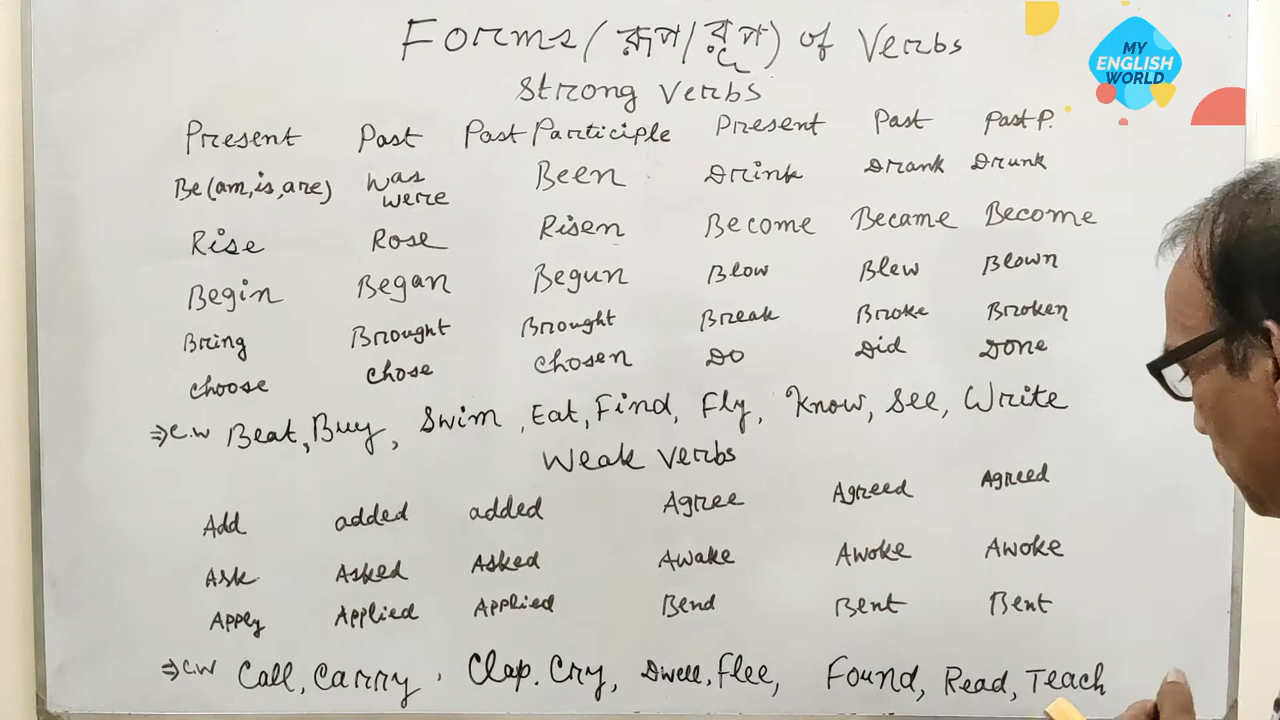 Forms (রূপ/র‍ূপ) of Verbs
MY ENGLISH WORLD
Strong Verbs
Present Past Past Participle Present Past Past P.
Be (am, is, are) was were Been Drink Drank Drunk
Rise Rose Risen Become Became Become
Begin Began Begun Blow Blew Blown
Bring Brought Brought Break Broke Broken
choose chose chosen Do Did Done
⇒ C.W Beat, Buy, Swim, Eat, Find, Fly, Know, See, Write
Weak Verbs
Add added added Agree Agreed Agreed
Ask Asked Asked Awake Awoke Awoke
Apply Applied Applied Bend Bent Bent
⇒ C.W Call, Carry, Clap. Cry, Dwell, Flee, Found, Read, Teach